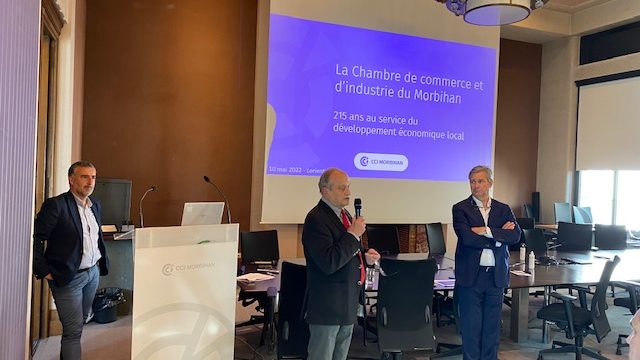 La Chambre de commerce et
d'industrie du Morbihan
215 ans au service du
développement économique local
CCI MORBIHAN
10 mai 2022 - Lorient
CCI MORBIHAN